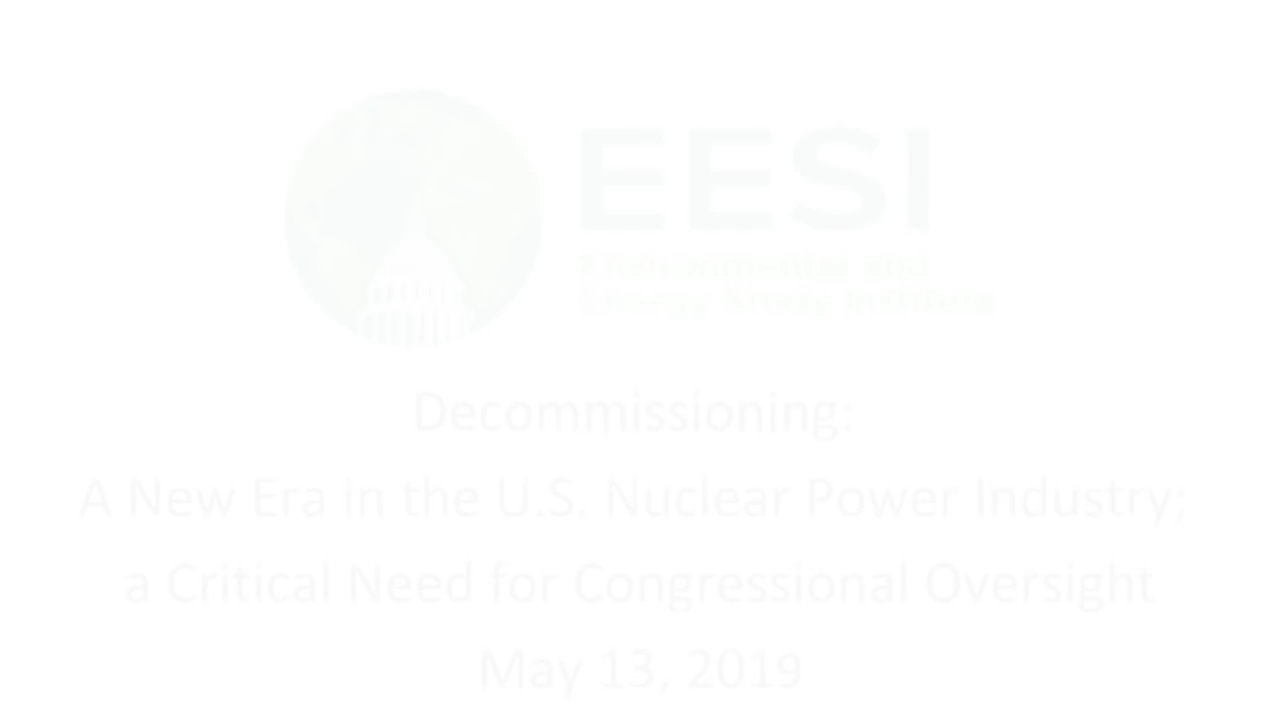 EESI
Environmental and
Energy Study Institute
Decommissioning:
A New Era in the U.S. Nuclear Power Industry;
a Critical Need for Congressional Oversight
May 13, 2019